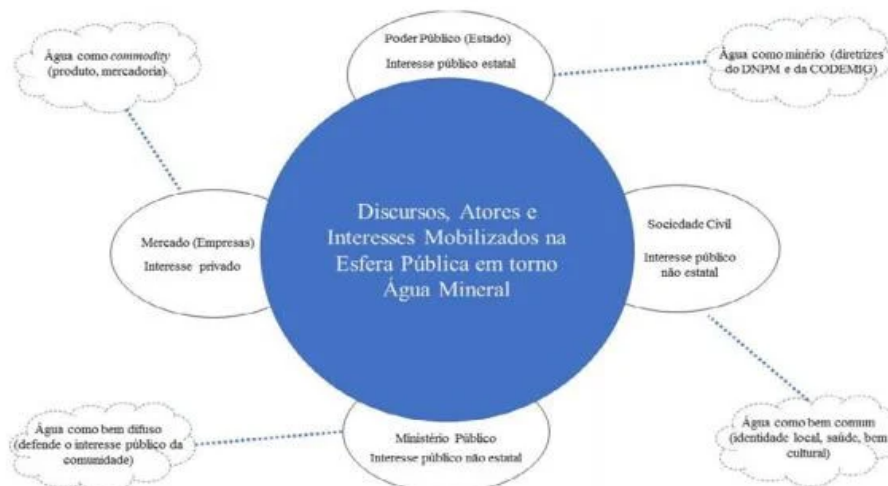 Poder Público (Estado)
Interesse público estatal
Água como commodity
(produto, mercadoria)
Água como minério (diretrizes
do DNPM e da CODEMIG)
Discursos, Atores e
Interesses Mobilizados na
Esfera Pública em torno
Água Mineral
Mercado (Empresas)
Interesse privado
Sociedade Civil
Interesse público
não estatal
Ministério Público
Interesse público não estatal
Água como bem difuso
(defende o interesse público da
comunidade)
Água como bem comum
(identidade local, saúde, bem
cultural)